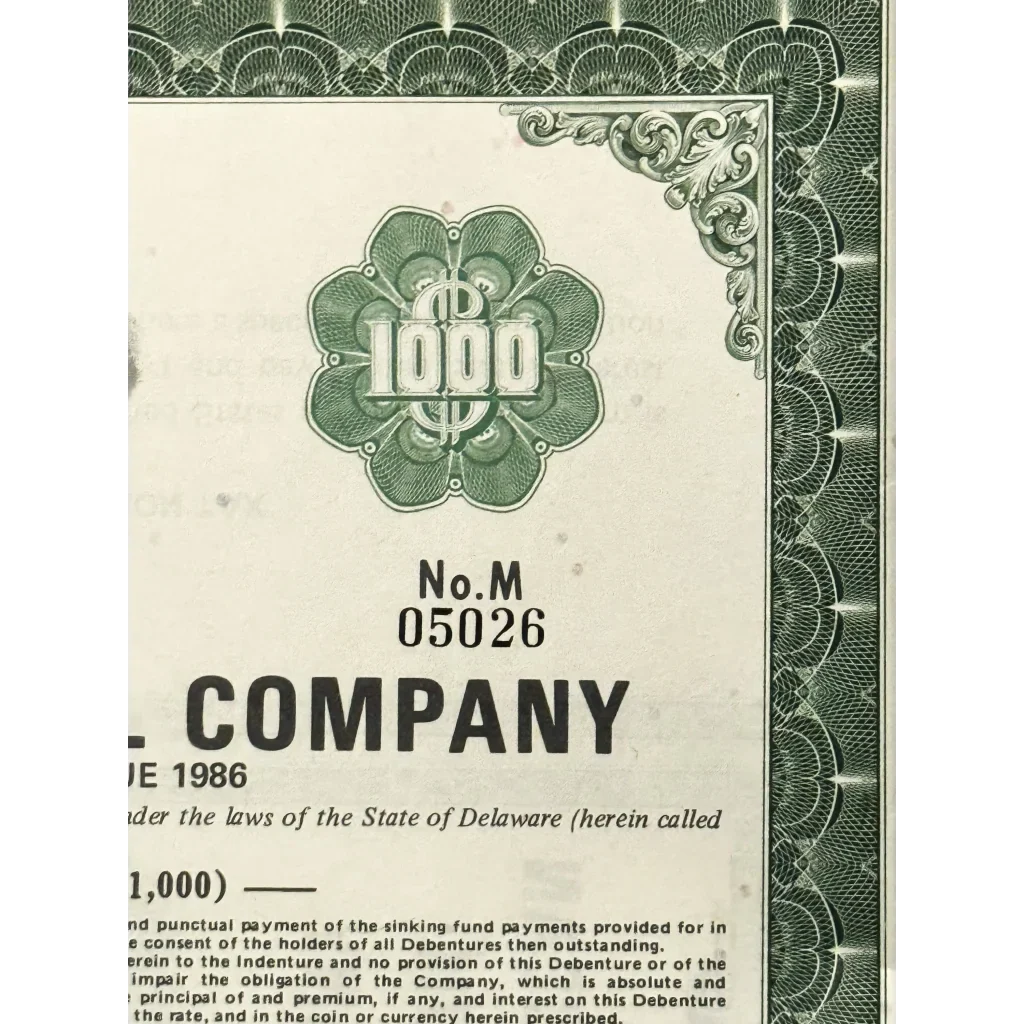 $1000
No.M
05026
L COMPANY
UE 1986
der the laws of the State of Delaware (herein called
1,000) ——
nd punctual payment of the sinking fund payments provided for in
e consent of the holders of all Debentures then outstanding.
erein to the Indenture and no provision of this Debenture or of the
impair the obligation of the Company, which is absolute and
principal of and premium, if any, and interest on this Debenture
the rate, and in the coin or currency herein prescribed.